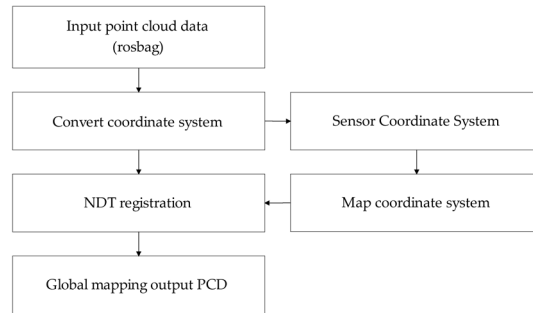 Input point cloud data
(rosbag)
Convert coordinate system
Sensor Coordinate System
NDT registration
Map coordinate system
Global mapping output PCD